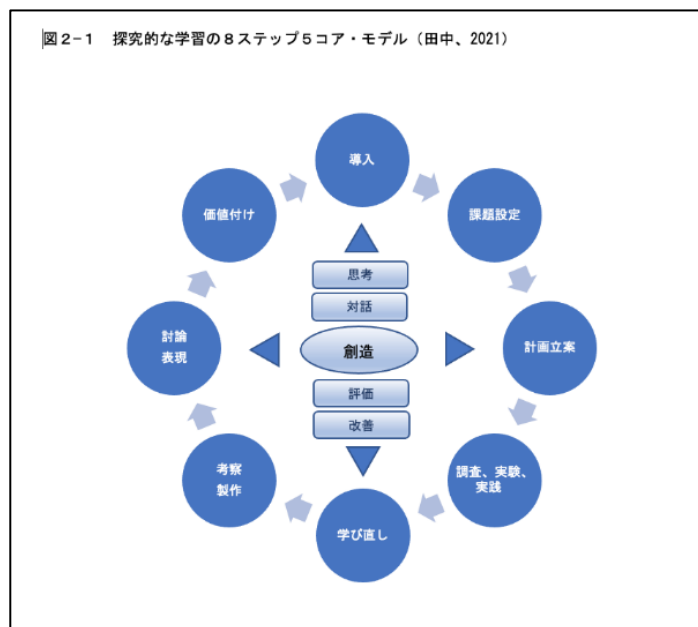 図2-1 探究的な学習の8ステップ5コア・モデル（田中、2021）
導入
課題設定
計画立案
調査、実験、
実践
学び直し
考察
製作
討論
表現
価値付け
思考
対話
創造
評価
改善